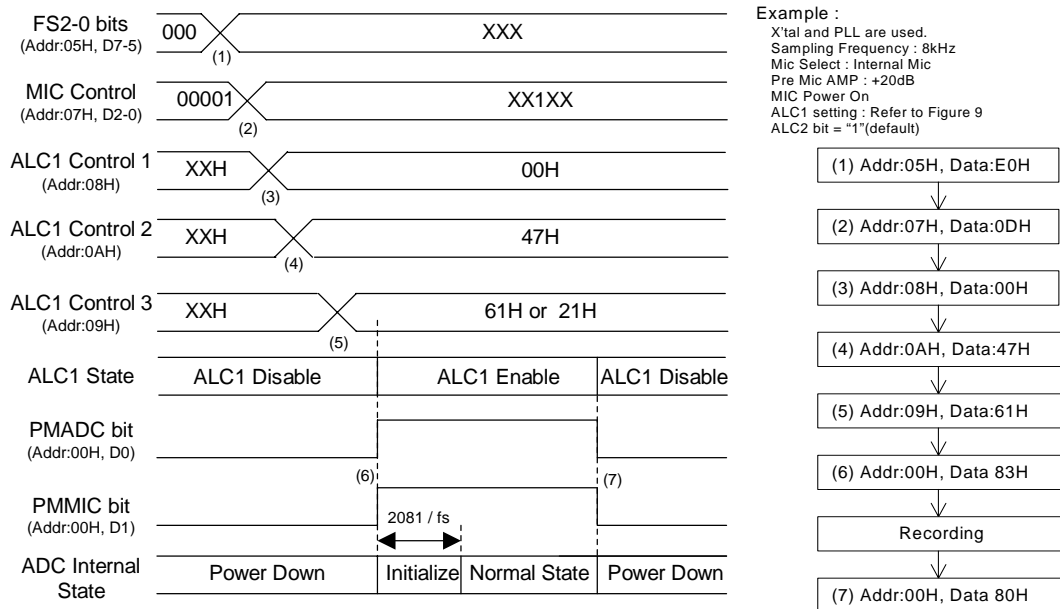 FS2-0 bits
(Addr:05H, D7-5)
000
XXX
(1)
MIC Control
(Addr:07H, D2-0)
00001
XX1XX
(2)
ALC1 Control 1
(Addr:08H)
XXH
00H
(3)
ALC1 Control 2
(Addr:0AH)
XXH
47H
(4)
ALC1 Control 3
(Addr:09H)
XXH
61H or 21H
(5)
ALC1 State
ALC1 Disable
ALC1 Enable
ALC1 Disable
PMADC bit
(Addr:00H, D0)
(6)
(7)
PMMIC bit
(Addr:00H, D1)
2081 / fs
ADC Internal
State
Power Down
Initialize
Normal State
Power Down
Example :
X'tal and PLL are used.
Sampling Frequency : 8kHz
Mic Select : Internal Mic
Pre Mic AMP : +20dB
MIC Power On
ALC1 setting : Refer to Figure 9
ALC2 bit = “1”(default)
(1) Addr:05H, Data:E0H
(2) Addr:07H, Data:0DH
(3) Addr:08H, Data:00H
(4) Addr:0AH, Data:47H
(5) Addr:09H, Data:61H
(6) Addr:00H, Data 83H
Recording
(7) Addr:00H, Data 80H